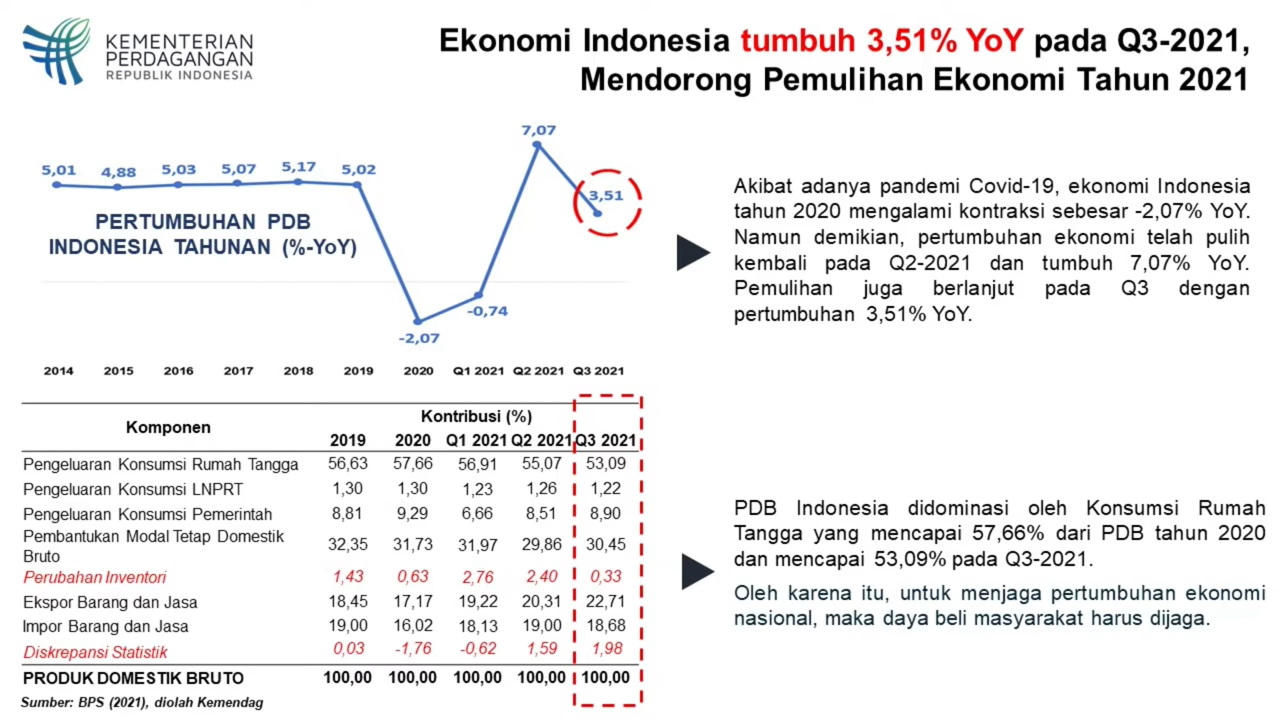 KEMENTERIAN
PERDAGANGAN
REPUBLIK INDONESIA
Ekonomi Indonesia tumbuh 3,51% YoY pada Q3-2021,
Mendorong Pemulihan Ekonomi Tahun 2021
5,01 4,88 5,03 5,07 5,17 5,02 -2,07 -0,74 7,07 3,51
PERTUMBUHAN PDB
INDONESIA TAHUNAN (%-YoY)
2014 2015 2016 2017 2018 2019 2020 Q1 2021 Q2 2021 Q3 2021
Akibat adanya pandemi Covid-19, ekonomi Indonesia
tahun 2020 mengalami kontraksi sebesar -2,07% YoY.
Namun demikian, pertumbuhan ekonomi telah pulih
kembali pada Q2-2021 dan tumbuh 7,07% YoY.
Pemulihan juga berlanjut pada Q3 dengan
pertumbuhan 3,51% YoY.
Komponen Kontribusi (%)
2019 2020 Q1 2021 Q2 2021 Q3 2021
Pengeluaran Konsumsi Rumah Tangga 56,63 57,66 56,91 55,07 53,09
Pengeluaran Konsumsi LNPRT 1,30 1,30 1,23 1,26 1,22
Pengeluaran Konsumsi Pemerintah 8,81 9,29 6,66 8,51 8,90
Pembantukan Modal Tetap Domestik
Bruto 32,35 31,73 31,97 29,86 30,45
Perubahan Inventori 1,43 0,63 2,76 2,40 0,33
Ekspor Barang dan Jasa 18,45 17,17 19,22 20,31 22,71
Impor Barang dan Jasa 19,00 16,02 18,13 19,00 18,68
Diskrepansi Statistik 0,03 -1,76 -0,62 1,59 1,98
PRODUK DOMESTIK BRUTO 100,00 100,00 100,00 100,00 100,00
Sumber: BPS (2021), diolah Kemendag
PDB Indonesia didominasi oleh Konsumsi Rumah
Tangga yang mencapai 57,66% dari PDB tahun 2020
dan mencapai 53,09% pada Q3-2021.
Oleh karena itu, untuk menjaga pertumbuhan ekonomi
nasional, maka daya beli masyarakat harus dijaga.